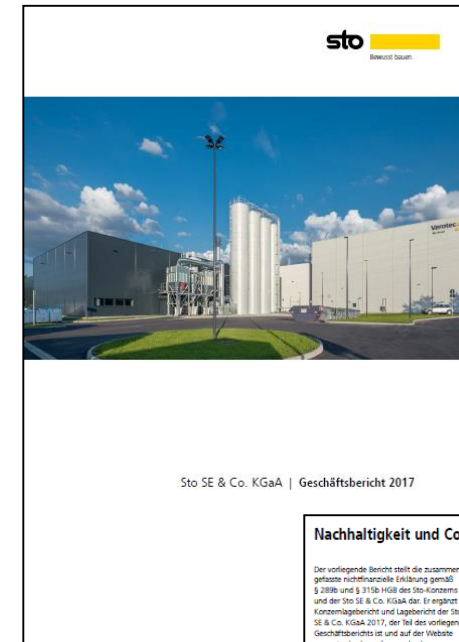 sto
Bewusst bauen.
Verotec
Sto SE & Co. KGaA | Geschäftsbericht 2017
Nachhaltigkeit und Co
Der vorliegende Bericht stellt die zusammen
gefasste nichtfinanzielle Erklärung gemäß
§ 289b und § 315b HGB des Sto-Konzerns
und der Sto SE & Co. KGaA dar. Er ergänzt
Konzernlagebericht und Lagebericht der Sto
SE & Co. KGaA 2017, der Teil des vorliegen
Geschäftsberichts ist und auf der Website